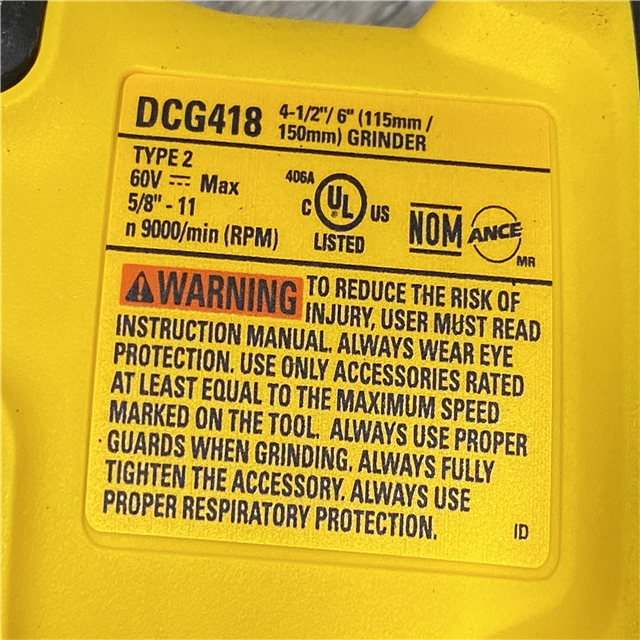 DCG418 4-1/2"/ 6" (115mm /
150mm) GRINDER
TYPE 2
60V ⎓ Max
5/8" - 11
n 9000/min (RPM)
406A
C UL US
LISTED
NOM ANCE
MR
⚠WARNING TO REDUCE THE RISK OF
INJURY, USER MUST READ
INSTRUCTION MANUAL. ALWAYS WEAR EYE
PROTECTION. USE ONLY ACCESSORIES RATED
AT LEAST EQUAL TO THE MAXIMUM SPEED
MARKED ON THE TOOL. ALWAYS USE PROPER
GUARDS WHEN GRINDING. ALWAYS FULLY
TIGHTEN THE ACCESSORY. ALWAYS USE
PROPER RESPIRATORY PROTECTION.
ID